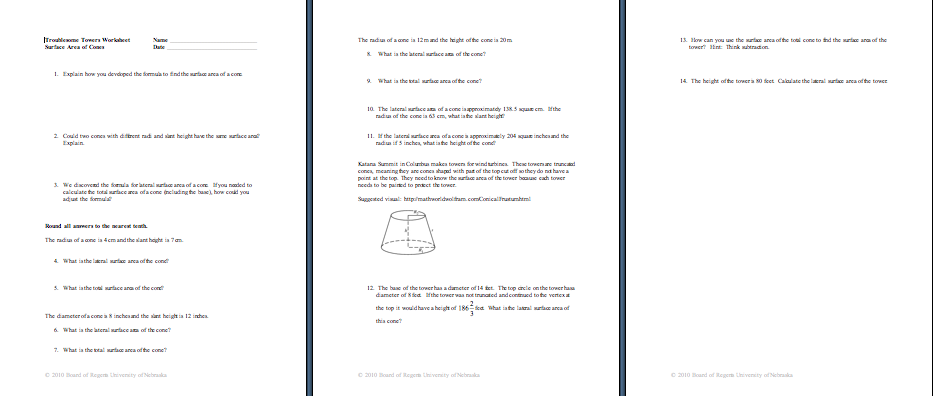 Troublesome Towers Worksheet Name
Surface Area of Cones Date
1. Explain how you developed the formula to find the surface area of a cone.
2. Could two cones with different radii and slant height have the same surface area?
Explain.
3. We discovered the formula for lateral surface area of a cone. If you needed to
calculate the total surface area of a cone (including the base), how could you
adjust the formula?
Round all answers to the nearest tenth.
The radius of a cone is 4 cm and the slant height is 7 cm.
4. What is the lateral surface area of the cone?
5. What is the total surface area of the cone?
The diameter of a cone is 8 inches and the slant height is 12 inches.
6. What is the lateral surface area of the cone?
7. What is the total surface area of the cone?
© 2010 Board of Regents University of Nebraska
The radius of a cone is 12 m and the height of the cone is 20 m.
8. What is the lateral surface area of the cone?
9. What is the total surface area of the cone?
10. The lateral surface area of a cone is approximately 138.5 square cm. If the
radius of the cone is 63 cm, what is the slant height?
11. If the lateral surface area of a cone is approximately 204 square inches and the
radius if 5 inches, what is the height of the cone?
Katana Summit in Columbus makes towers for wind turbines. These towers are truncated
cones, meaning they are cones shaped with part of the top cut off so they do not have a
point at the top. They need to know the surface area of the tower because each tower
needs to be painted to protect the tower.
Suggested visual: http://mathworld.wolfram.com/ConicalFrustum.html
12. The base of the tower has a diameter of 14 feet. The top circle on the tower has a
diameter of 8 feet. If the tower was not truncated and continued to the vertex at
the top it would have a height of 186 2/3 feet. What is the lateral surface area of
this cone?
© 2010 Board of Regents University of Nebraska
13. How can you use the surface area of the total cone to find the surface area of the
tower? Hint: Think subtraction.
14. The height of the tower is 80 feet. Calculate the lateral surface area of the tower.
© 2010 Board of Regents University of Nebraska